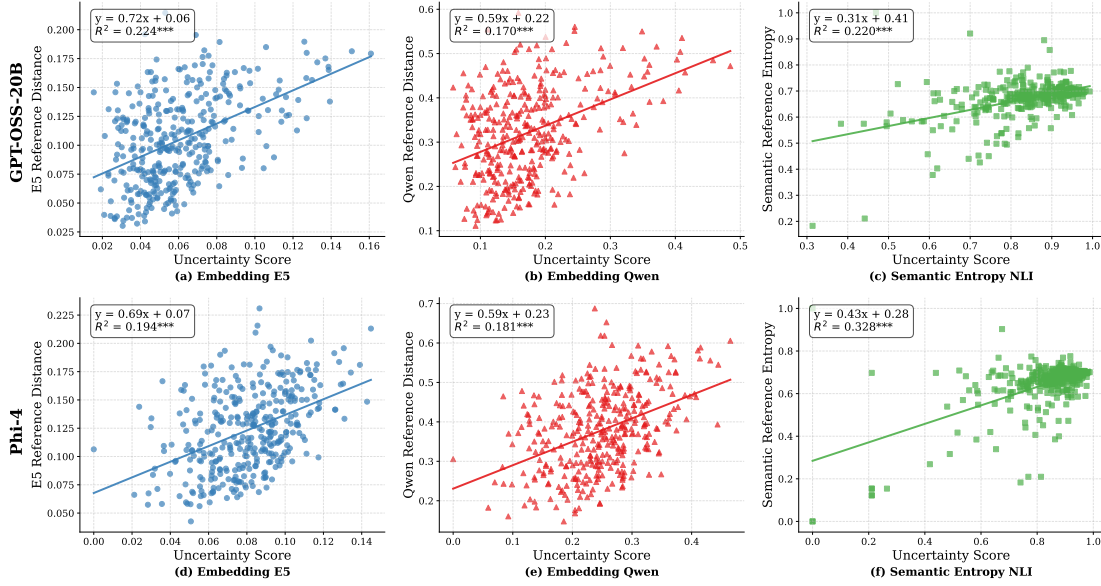 GPT-OSS-20B
E5 Reference Distance
0.200
0.175
0.150
0.125
0.100
0.075
0.050
0.025
y = 0.72x + 0.06
R² = 0.224***
0.02 0.04 0.06 0.08 0.10 0.12 0.14 0.16
Uncertainty Score
(a) Embedding E5
Qwen Reference Distance
0.6
0.5
0.4
0.3
0.2
0.1
y = 0.59x + 0.22
R² = 0.170***
0.1 0.2 0.3 0.4 0.5
Uncertainty Score
(b) Embedding Qwen
Semantic Reference Entropy
1.0
0.9
0.8
0.7
0.6
0.5
0.4
0.3
0.2
y = 0.31x + 0.41
R² = 0.220***
0.3 0.4 0.5 0.6 0.7 0.8 0.9 1.0
Uncertainty Score
(c) Semantic Entropy NLI
Phi-4
E5 Reference Distance
0.225
0.200
0.175
0.150
0.125
0.100
0.075
0.050
y = 0.69x + 0.07
R² = 0.194***
0.00 0.02 0.04 0.06 0.08 0.10 0.12 0.14
Uncertainty Score
(d) Embedding E5
Qwen Reference Distance
0.7
0.6
0.5
0.4
0.3
0.2
y = 0.59x + 0.23
R² = 0.181***
0.0 0.1 0.2 0.3 0.4
Uncertainty Score
(e) Embedding Qwen
Semantic Reference Entropy
1.0
0.8
0.6
0.4
0.2
0.0
y = 0.43x + 0.28
R² = 0.328***
0.0 0.2 0.4 0.6 0.8 1.0
Uncertainty Score
(f) Semantic Entropy NLI